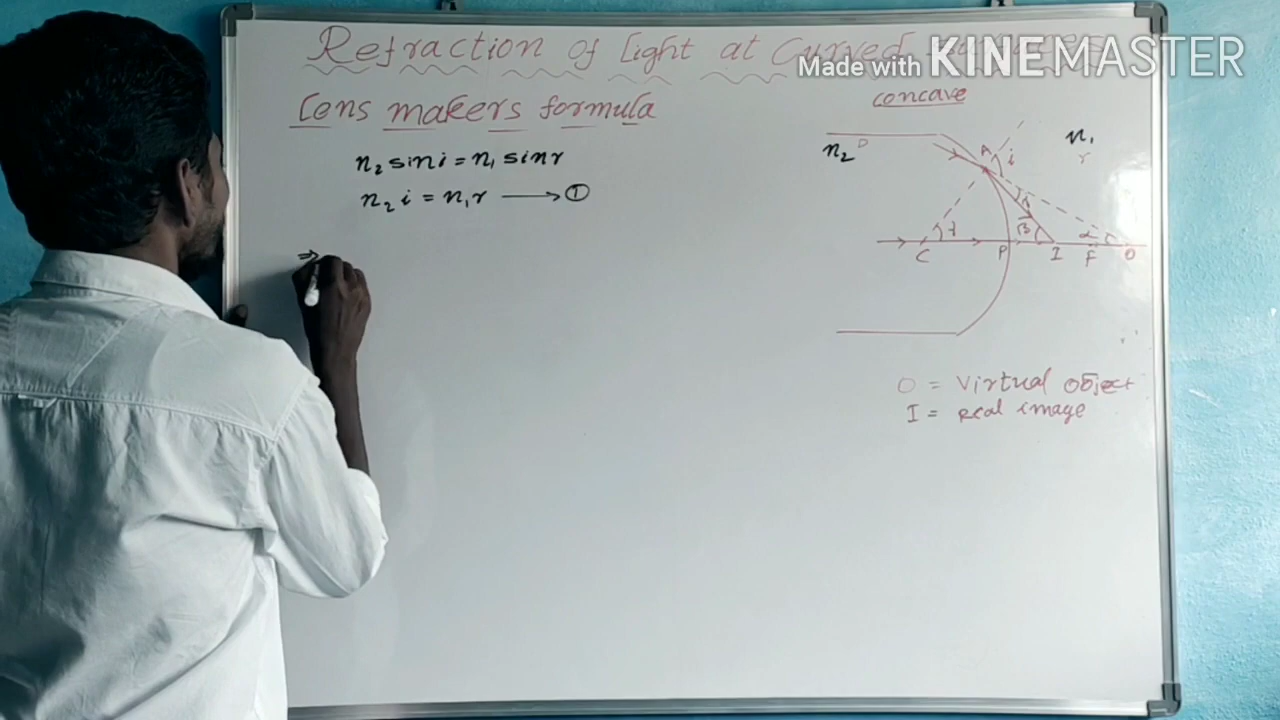 Refraction of light at Curved
Made with KINEMASTER
Lens makers formula
concave
n₂ sin i = n₁ sin r
n₂ i = n₁ r ⟶ ①
⇒
n₂
D
A
i
n₁
r
r
γ
β
α
C
P
I
F
O
O = Virtual object
I = real image